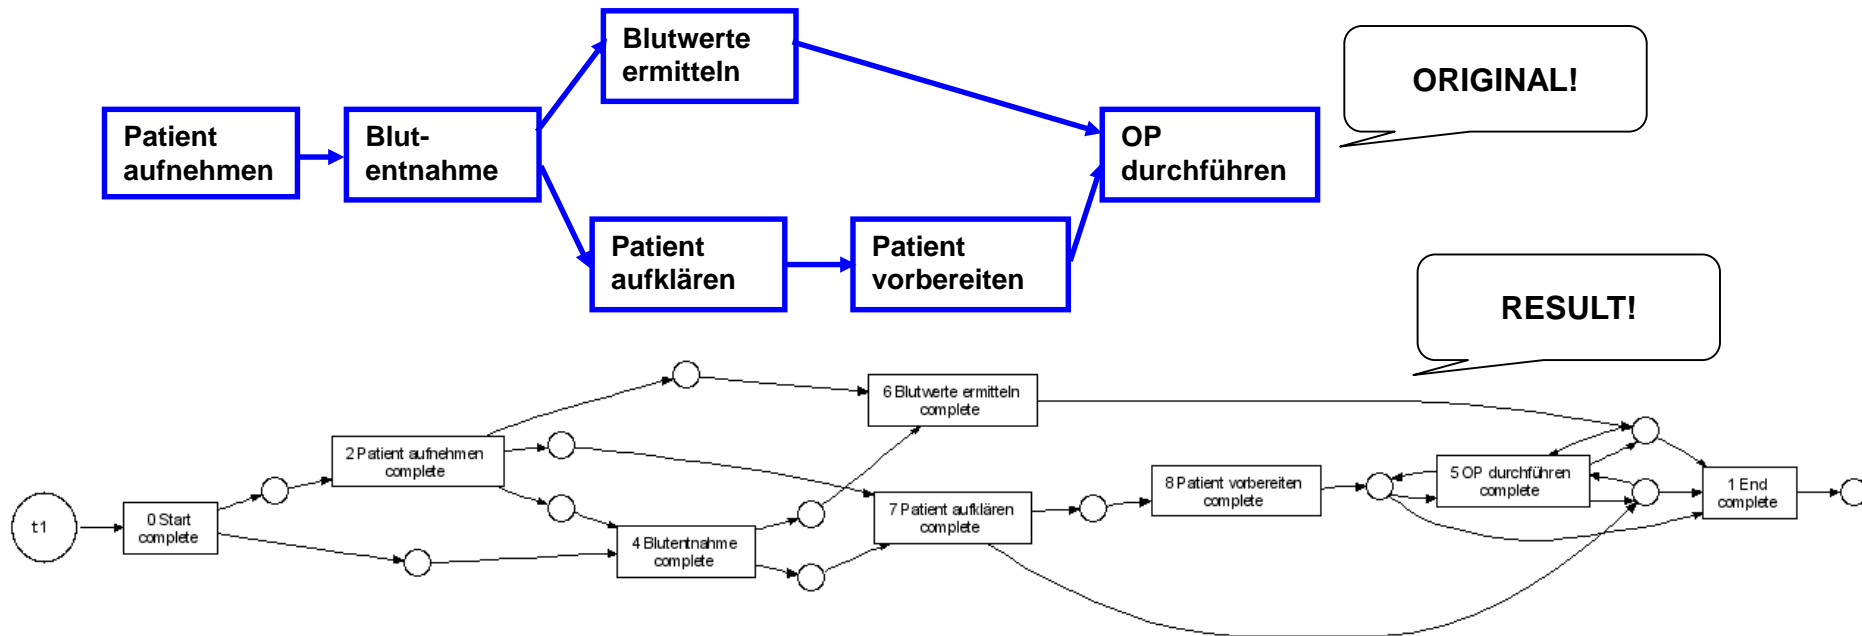 Blutwerte
ermitteln
ORIGINAL!
Patient
aufnehmen
Blut-
entnahme
OP
durchführen
Patient
aufklären
Patient
vorbereiten
RESULT!
6 Blutwerte ermitteln
complete
2 Patient aufnehmen
complete
8 Patient vorbereiten
complete
5 OP durchführen
complete
1 End
complete
t1
0 Start
complete
7 Patient aufklären
complete
4 Blutentnahme
complete